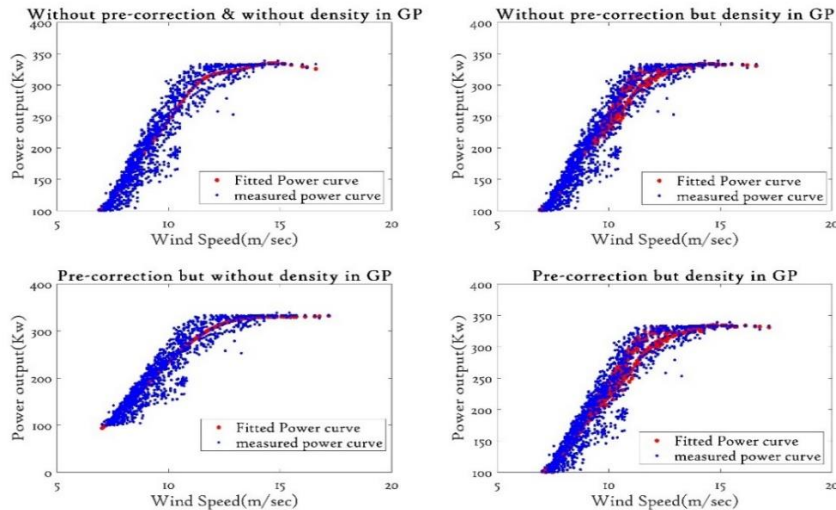 Without pre-correction & without density in GP
400
350
300
250
200
150
100
Power output(Kw)
Fitted Power curve
measured power curve
5
10
15
20
Wind Speed(m/sec)
Without pre-correction but density in GP
400
350
300
250
200
150
100
Power output(Kw)
Fitted Power curve
measured power curve
5
10
15
20
Wind Speed(m/sec)
Pre-correction but without density in GP
400
300
200
100
0
Power output(Kw)
Fitted Power curve
measured power curve
5
10
15
20
Wind Speed(m/sec)
Pre-correction but density in GP
400
350
300
250
200
150
100
Power output(Kw)
Fitted Power curve
measured power curve
5
10
15
20
Wind Speed(m/sec)